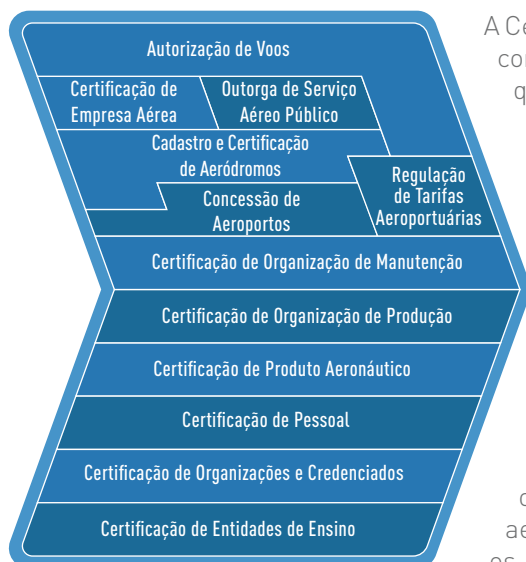 Autorização de Voos
Certificação de
Empresa Aérea
Outorga de Serviço
Aéreo Público
Cadastro e Certificação
de Aeródromos
Regulação
de Tarifas
Aeroportuárias
Concessão de
Aeroportos
Certificação de Organização de Manutenção
Certificação de Organização de Produção
Certificação de Produto Aeronáutico
Certificação de Pessoal
Certificação de Organizações e Credenciados
Certificação de Entidades de Ensino
A Ce
con
q